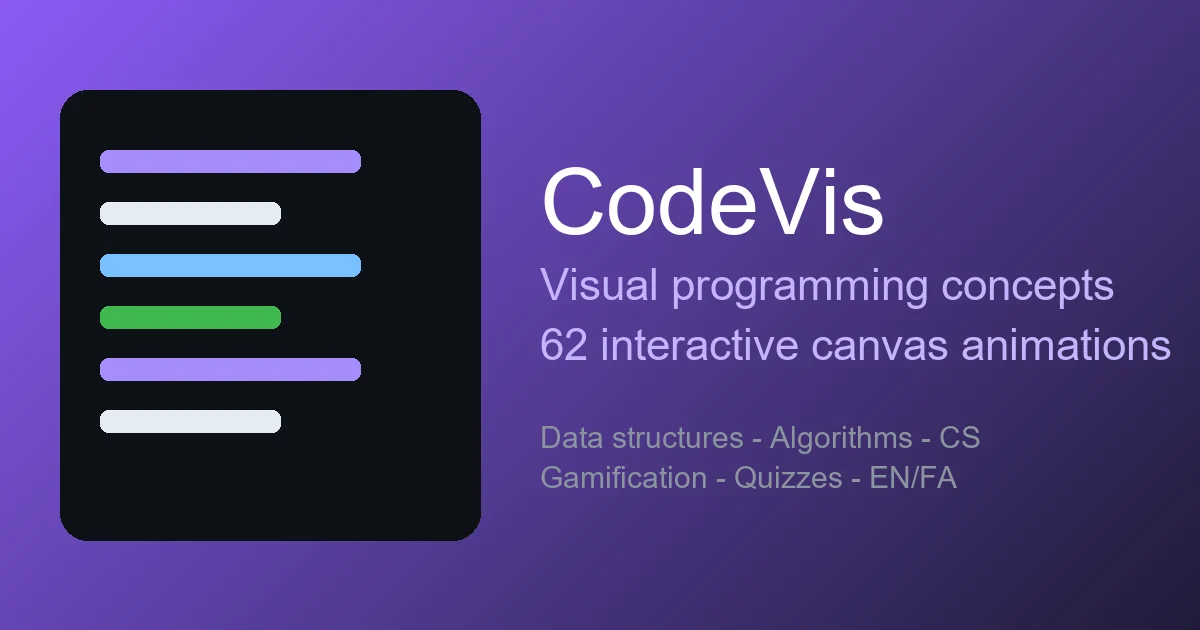 CodeVis
Visual programming concepts
62 interactive canvas animations
Data structures - Algorithms - CS
Gamification - Quizzes - EN/FA